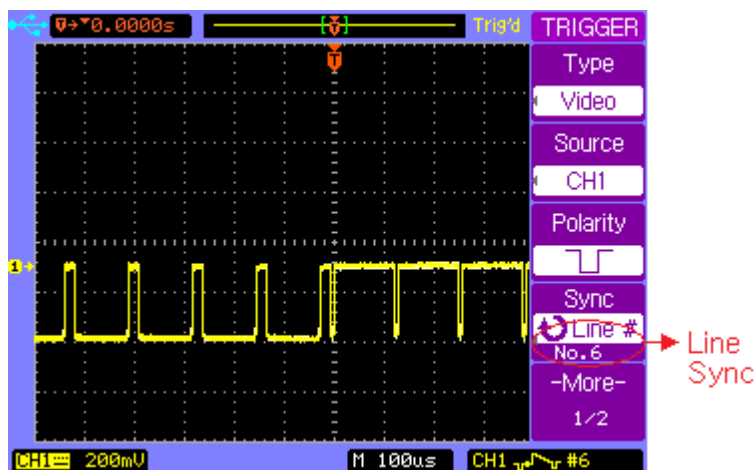 0.0000s
Trig'd
TRIGGER
T
Type
Video
Source
CH1
Polarity
1
Sync
Line #
No.6
Line
Sync
-More-
1/2
CH1 200mV
M 100us
CH1 #6